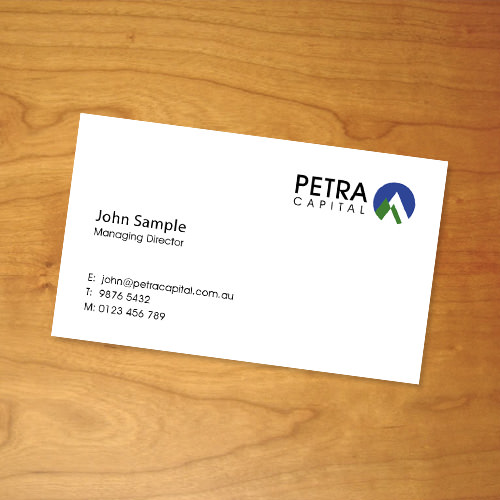 PETRA
CAPITAL
John Sample
Managing Director
E: john@petracapital.com.au
T: 9876 5432
M: 0123 456 789